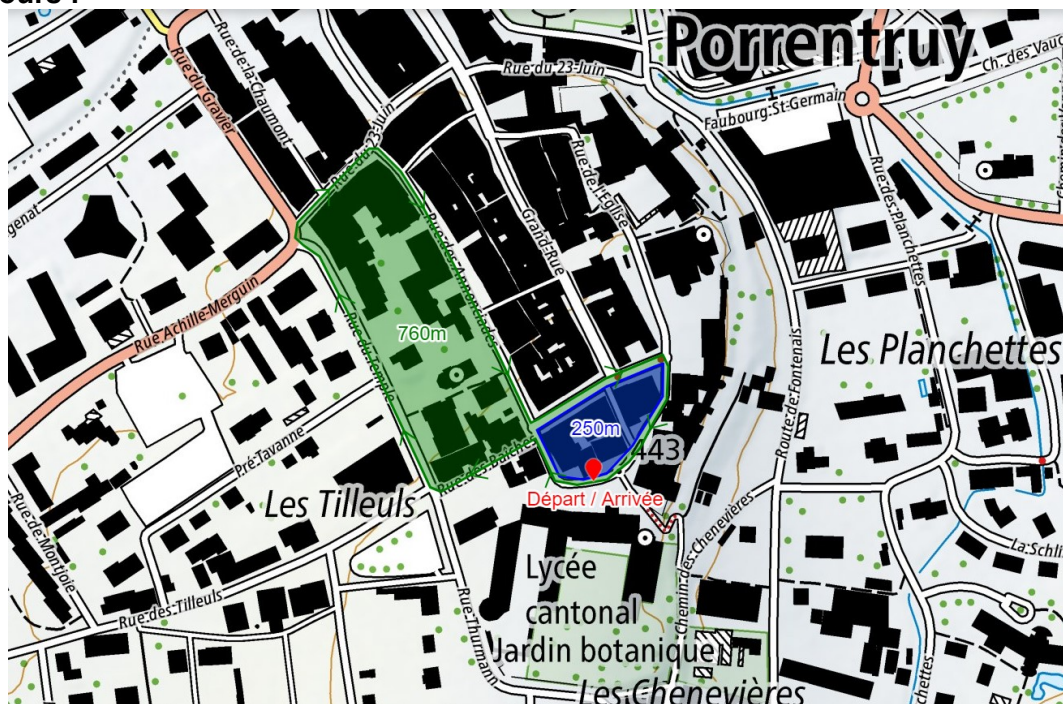 ours :
Porrentruy
Rue du 23-Juin
Ch. des Vauc
Faubourg-St-Germain
Rue-du-Gravier
Rue-de-la-Chaumont
Rue-du-23-Juin
Rue-de-l'Eglise
Grand-Rue
Rue-des-Annonciades
Rue-des-Planchettes
genat
Rue Achille-Merguin
760m
Rue-du-Temple
Les Planchettes
Route-de-Fontenais
250m
443
Pré-Tavanne
Rue-des-Baîches
Les Tilleuls
Départ / Arrivée
Rue-de-Montjoie
Rue-des-Tilleuls
Rue-Thurmann
Lycée
cantonal
Jardin botanique
Chemin-des-Chenevières
La-Schli
Les-Chenevières
chettes